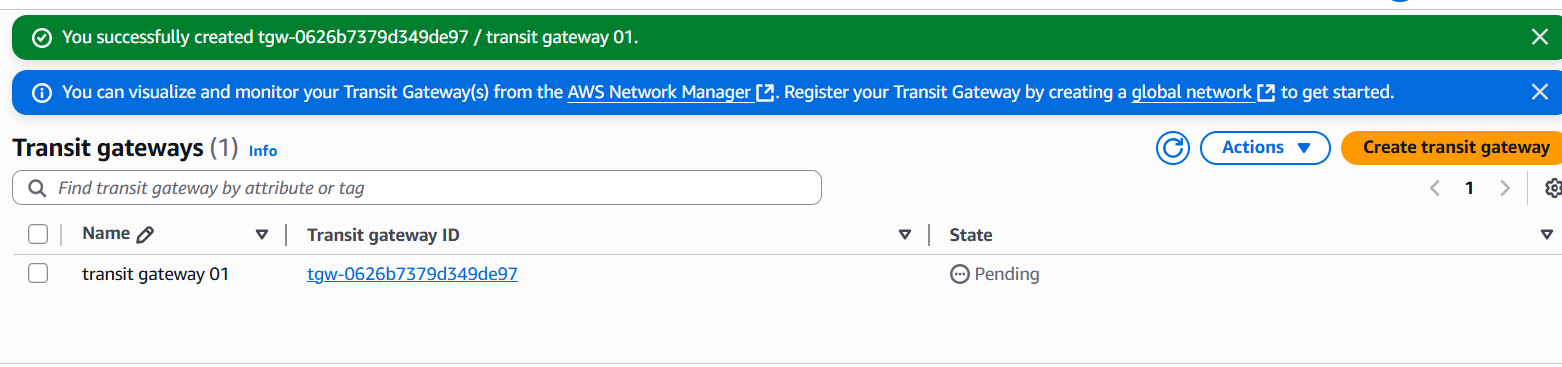 You successfully created tgw-0626b7379d349de97 / transit gateway 01.
You can visualize and monitor your Transit Gateway(s) from the AWS Network Manager. Register your Transit Gateway by creating a global network to get started.
Transit gateways (1) Info Actions Create transit gateway
Find transit gateway by attribute or tag 1
Name Transit gateway ID State
transit gateway 01 tgw-0626b7379d349de97 Pending